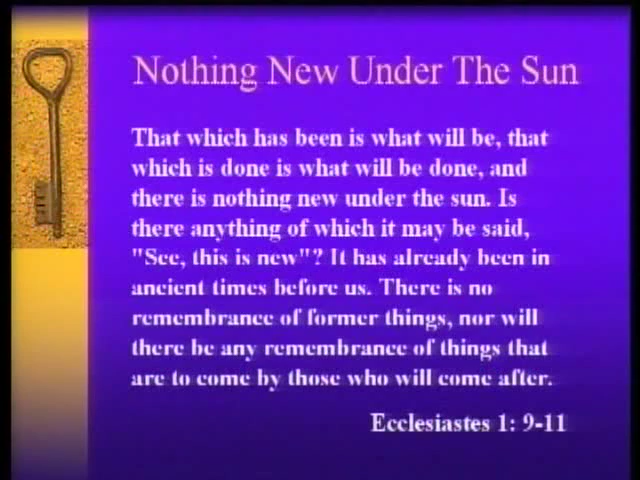 Nothing New Under The Sun
That which has been is what will be, that
which is done is what will be done, and
there is nothing new under the sun. Is
there anything of which it may be said,
"See, this is new"? It has already been in
ancient times before us. There is no
remembrance of former things, nor will
there be any remembrance of things that
are to come by those who will come after.
Ecclesiastes 1: 9-11